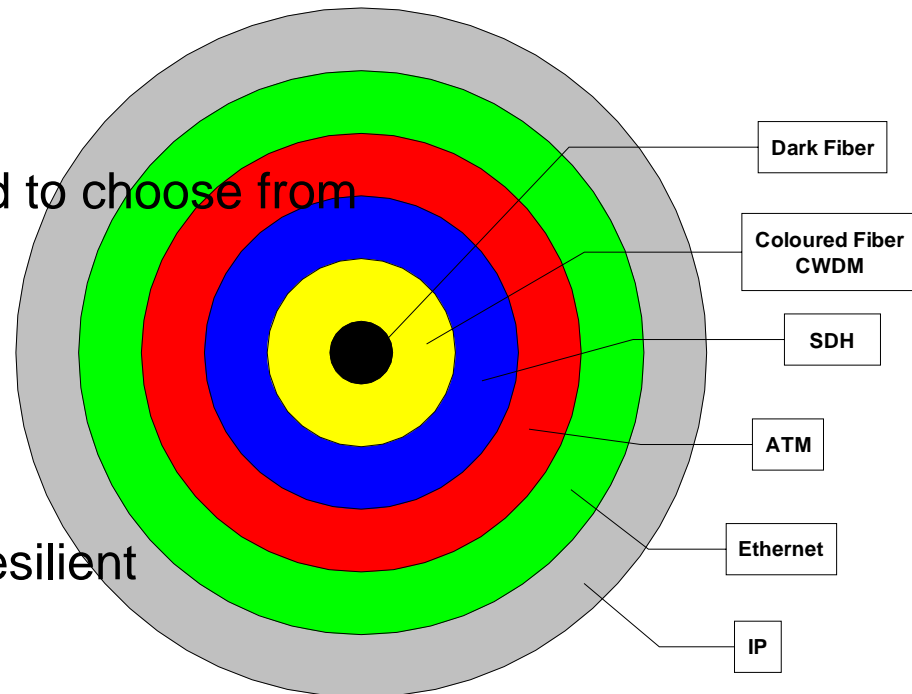 Dark Fiber
d to choose from
Coloured Fiber
CWDM
SDH
ATM
Ethernet
esilient
IP